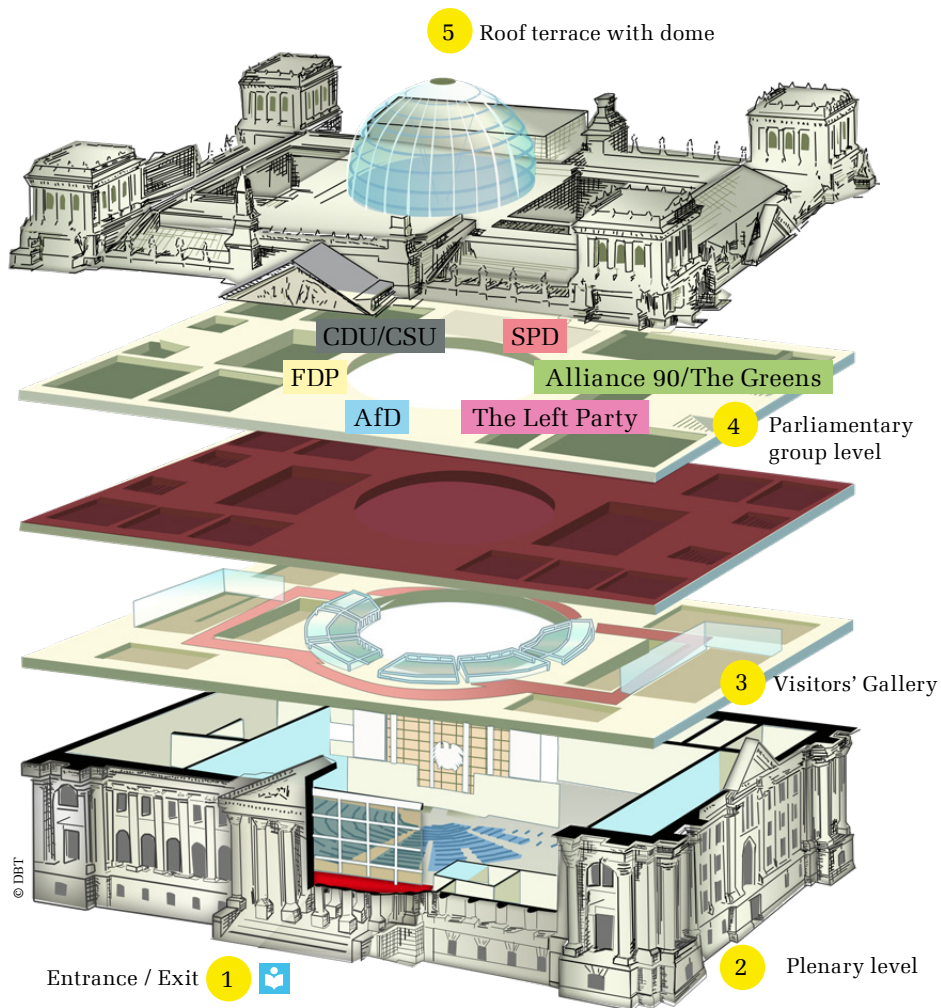 5 Roof terrace with dome
CDU/CSU SPD
FDP Alliance 90/The Greens
AfD The Left Party
4 Parliamentary
group level
3 Visitors’ Gallery
© DBT
Entrance / Exit 1
2 Plenary level